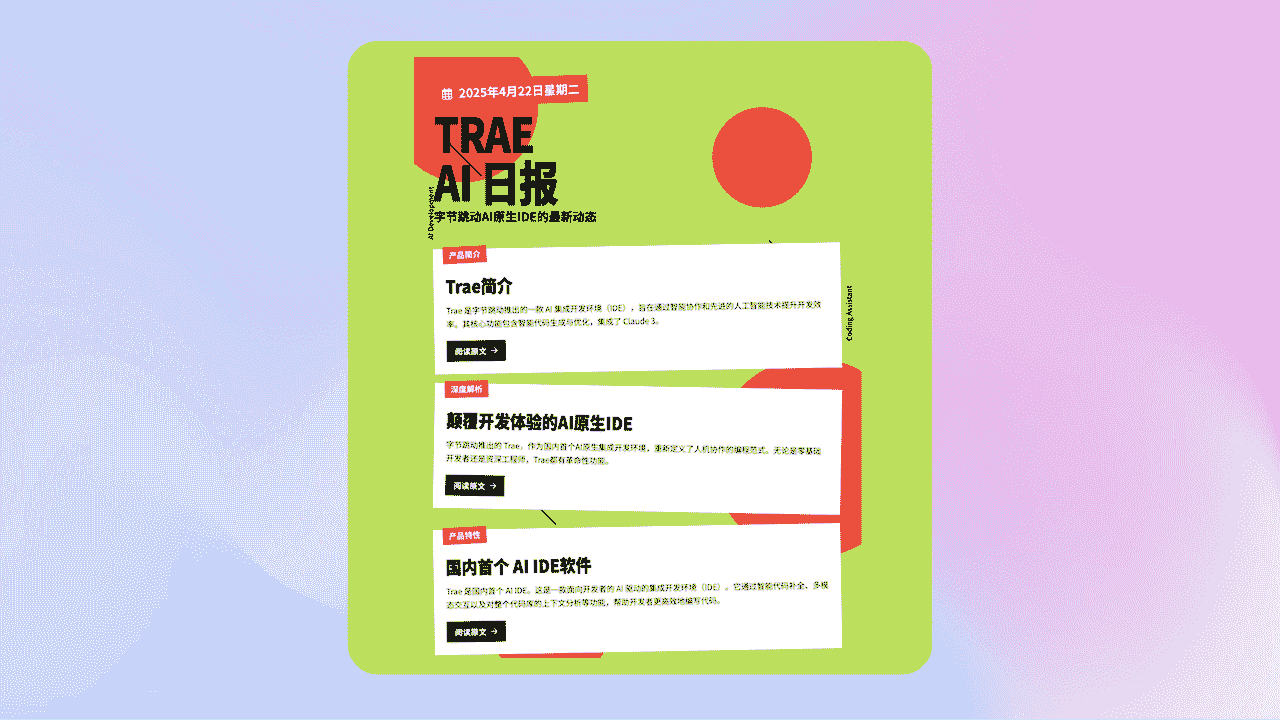 2025年4月22日星期二
TRAE
AI 日报
字节跳动AI原生IDE的最新动态
AI Development
产品简介
Trae简介
Trae 是字节跳动推出的一款 AI 集成开发环境（IDE），旨在通过智能协作和先进的人工智能技术提升开发效
率。其核心功能包含智能代码生成与优化，集成了 Claude 3。
阅读原文 →
Coding Assistant
深度解析
颠覆开发体验的AI原生IDE
字节跳动推出的 Trae，作为国内首个AI原生集成开发环境，重新定义了人机协作的编程范式。无论是零基础
开发者还是资深工程师，Trae都有革命性功能。
阅读原文 →
产品特性
国内首个 AI IDE软件
Trae 是国内首个 AI IDE。这是一款面向开发者的 AI 驱动的集成开发环境（IDE）。它通过智能代码补全、多模
态交互以及对整个代码库的上下文分析等功能，帮助开发者更高效地编写代码。
阅读原文 →